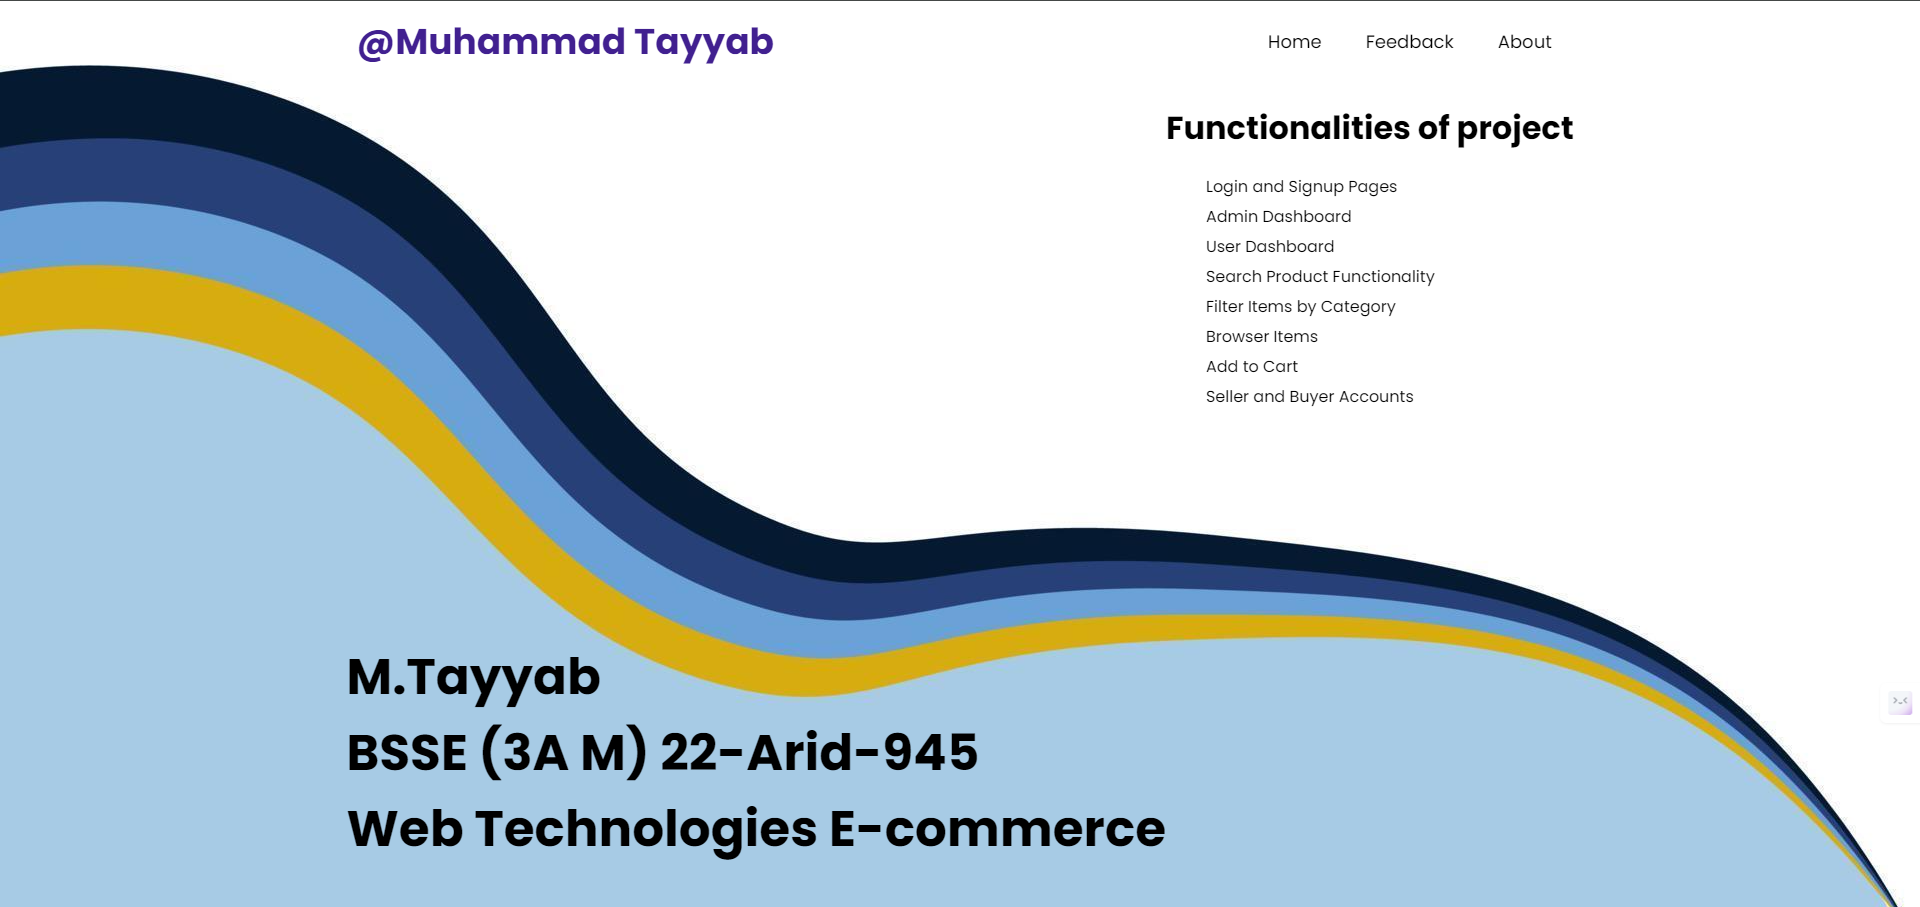 @Muhammad Tayyab
Home Feedback About
Functionalities of project
Login and Signup Pages
Admin Dashboard
User Dashboard
Search Product Functionality
Filter Items by Category
Browser Items
Add to Cart
Seller and Buyer Accounts
M.Tayyab
BSSE (3A M) 22-Arid-945
Web Technologies E-commerce